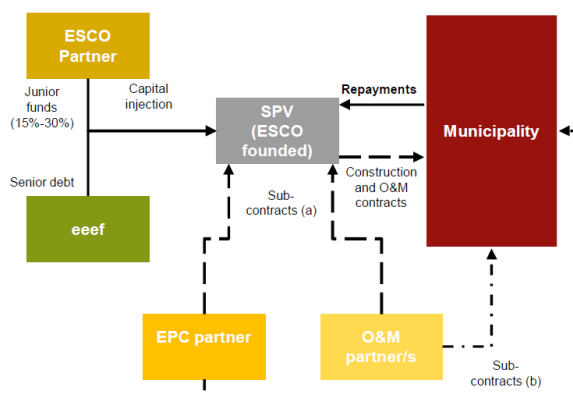 ESCO
Partner
Junior
funds
(15%-30%)
Capital
injection
Senior debt
eeef
SPV
(ESCO
founded)
Repayments
Municipality
Construction
and O&M
contracts
Sub-
contracts (a)
EPC partner
O&M
partner/s
Sub-
contracts (b)